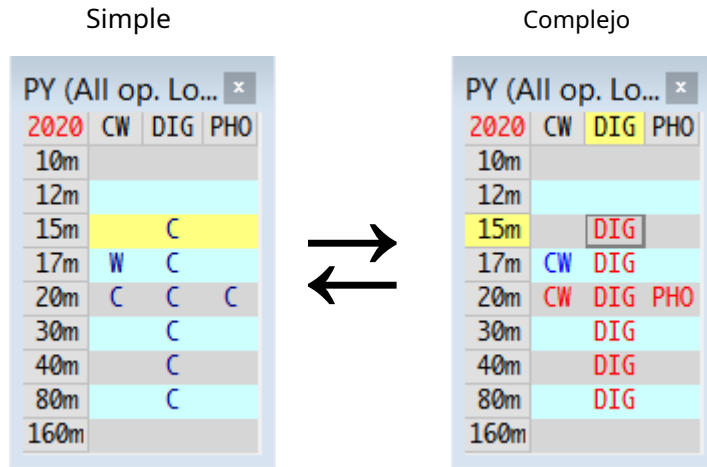 Simple Complejo
PY (All op. Lo... x PY (All op. Lo... x
2020 CW DIG PHO 2020 CW DIG PHO
10m 10m
12m 12m
15m C 15m DIG
17m W C 17m CW DIG
20m C C C 20m CW DIG PHO
30m C 30m DIG
40m C 40m DIG
80m C 80m DIG
160m 160m